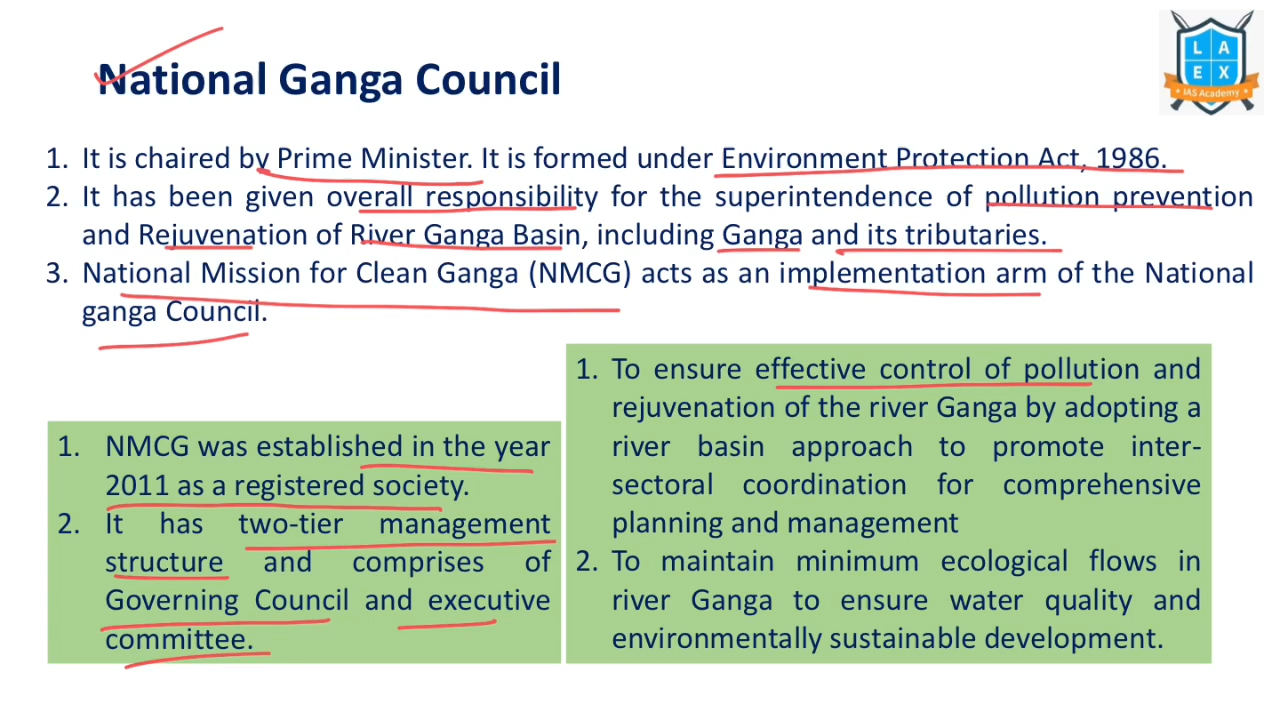 National Ganga Council
L A
E X
IAS Academy
1. It is chaired by Prime Minister. It is formed under Environment Protection Act, 1986.
2. It has been given overall responsibility for the superintendence of pollution prevention
and Rejuvenation of River Ganga Basin, including Ganga and its tributaries.
3. National Mission for Clean Ganga (NMCG) acts as an implementation arm of the National
ganga Council.
1. NMCG was established in the year
2011 as a registered society.
2. It has two-tier management
structure and comprises of
Governing Council and executive
committee.
1. To ensure effective control of pollution and
rejuvenation of the river Ganga by adopting a
river basin approach to promote inter-
sectoral coordination for comprehensive
planning and management
2. To maintain minimum ecological flows in
river Ganga to ensure water quality and
environmentally sustainable development.